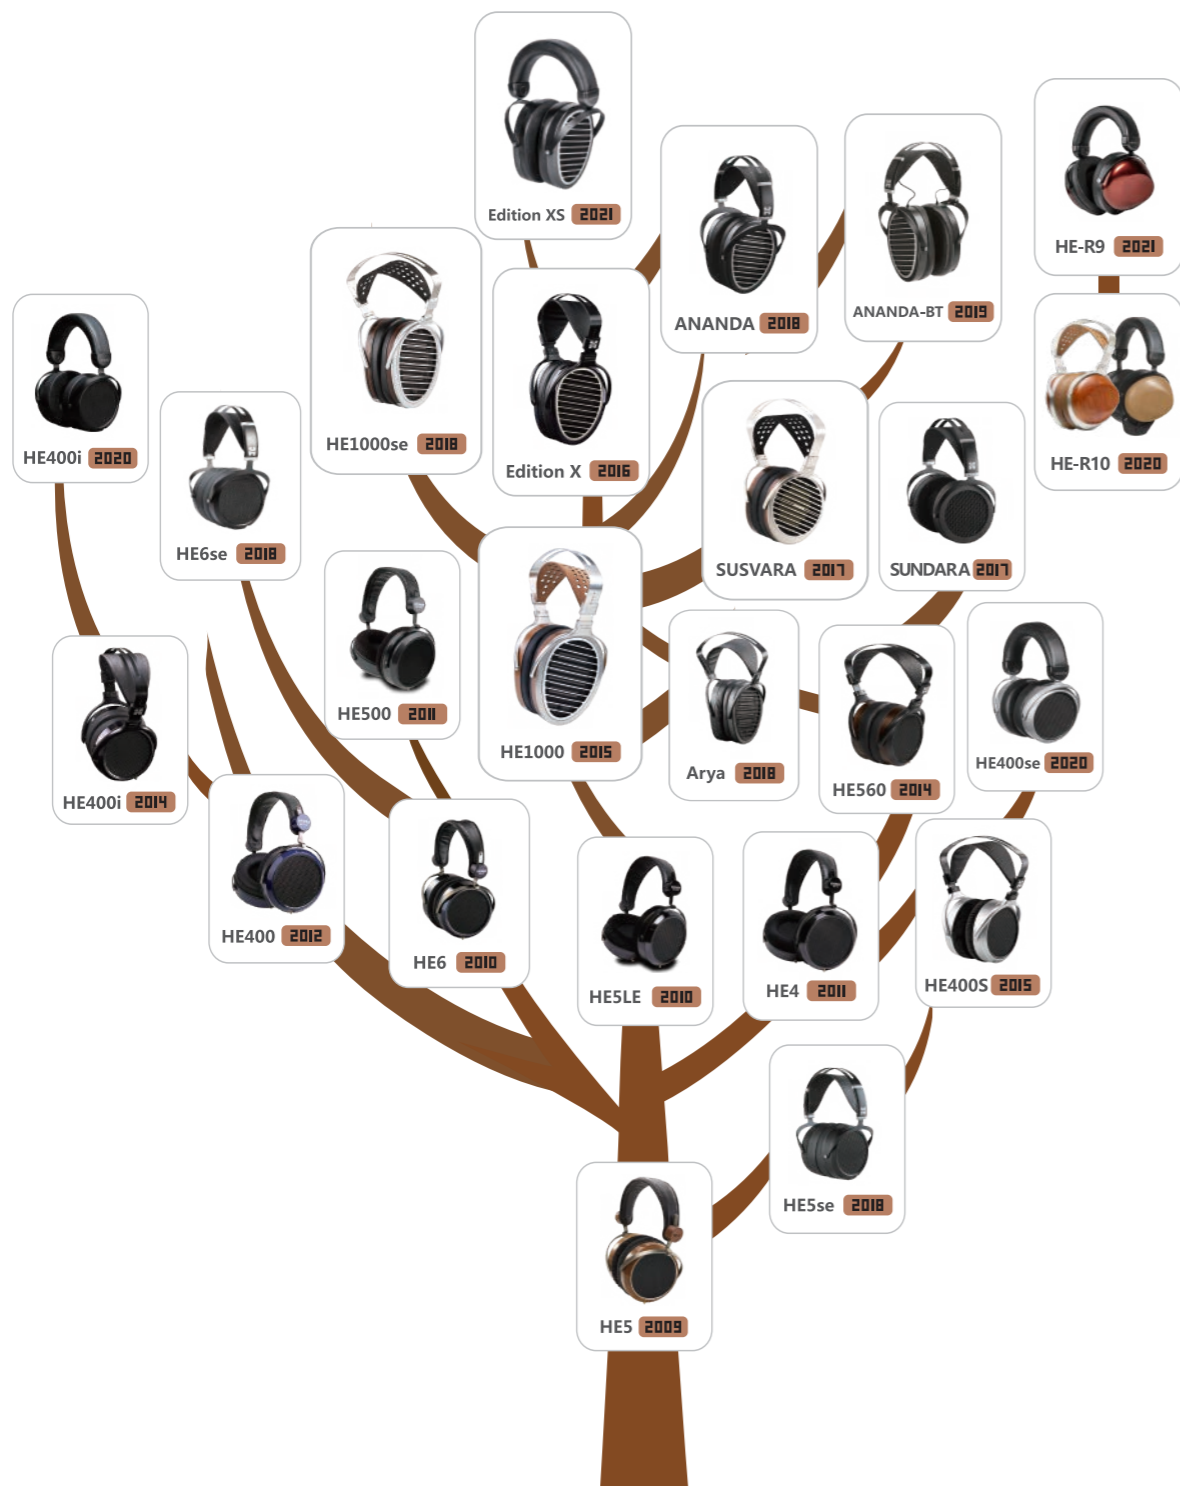 Edition XS 2021
HE-R9 2021
ANANDA-BT 2019
ANANDA 2018
HE1000se 2018
HE400i 2020
Edition X 2016
HE-R10 2020
HE6se 2018
SUSVARA 2017
SUNDARA 2017
HE500 2011
HE1000 2015
HE400se 2020
Arya 2018
HE560 2014
HE400i 2014
HE400 2012
HE6 2010
HE5LE 2010
HE4 2011
HE400S 2015
HE5se 2018
HE5 2009